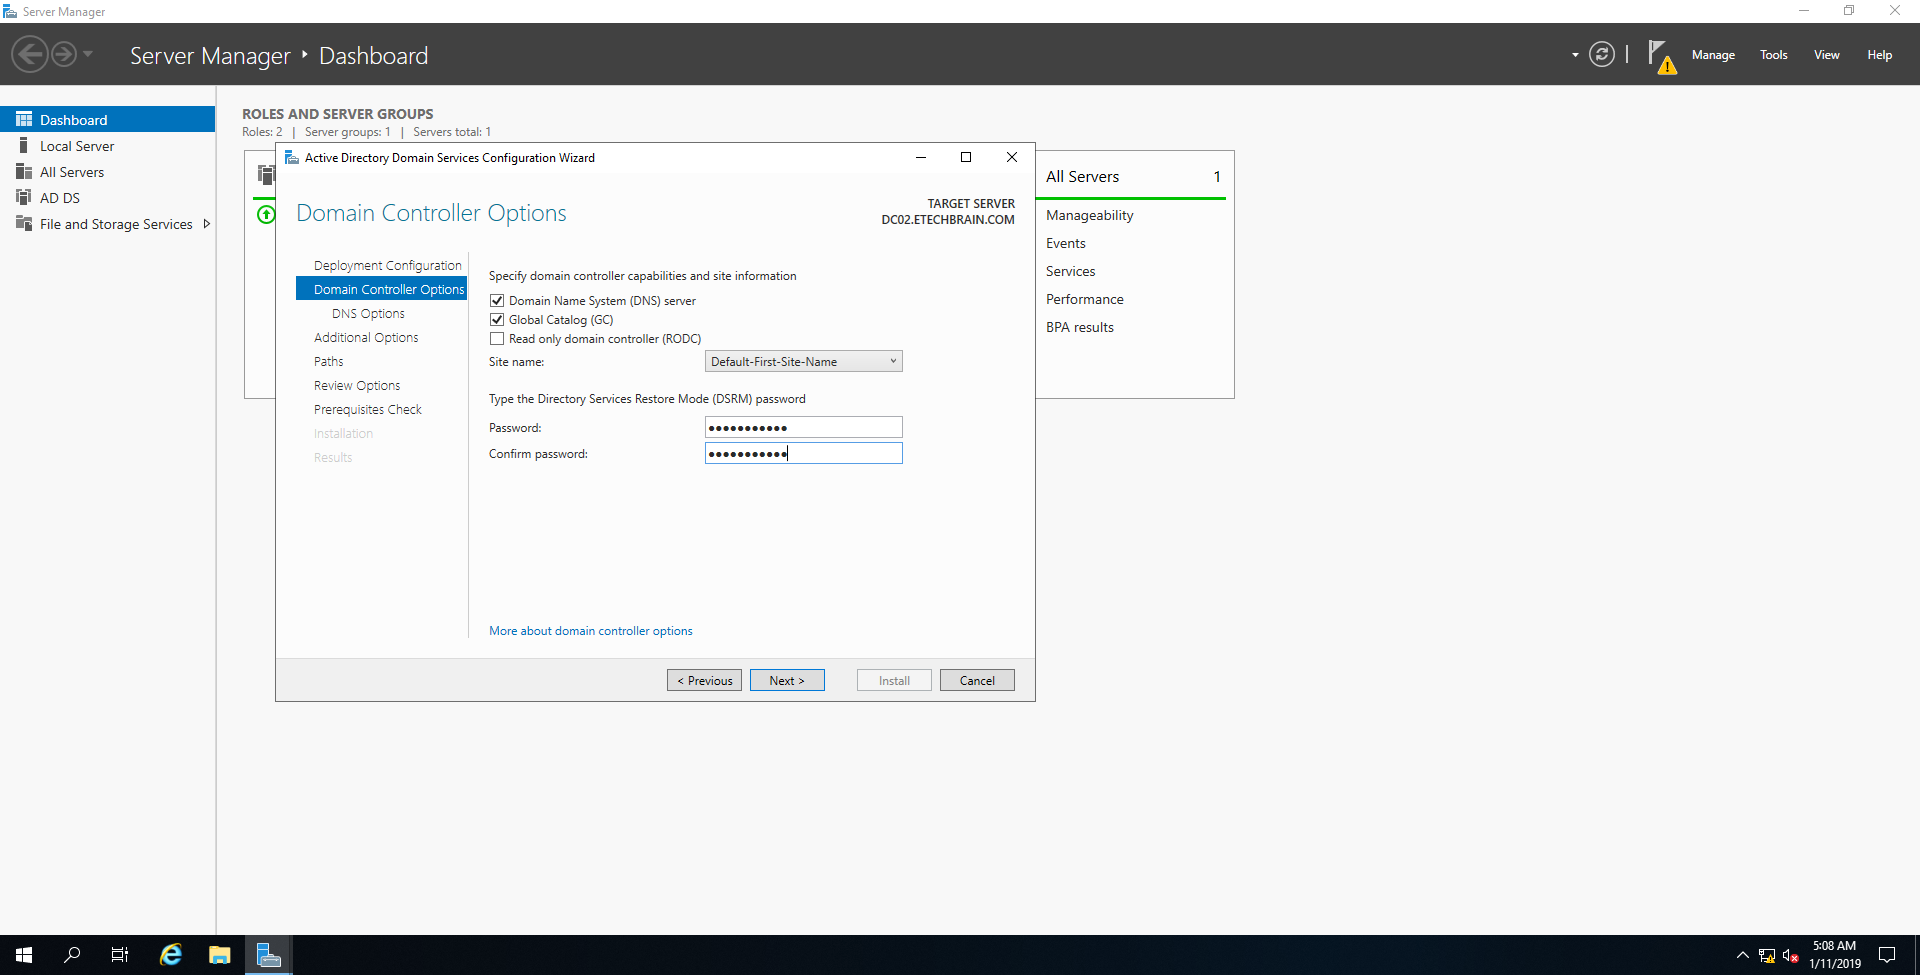 Server Manager
Server Manager ‣ Dashboard
Manage
Tools
View
Help
Dashboard
Local Server
All Servers
AD DS
File and Storage Services
ROLES AND SERVER GROUPS
Roles: 2 | Server groups: 1 | Servers total: 1
Active Directory Domain Services Configuration Wizard
Domain Controller Options
TARGET SERVER
DC02.ETECHBRAIN.COM
Deployment Configuration
Domain Controller Options
DNS Options
Additional Options
Paths
Review Options
Prerequisites Check
Installation
Results
Specify domain controller capabilities and site information
Domain Name System (DNS) server
Global Catalog (GC)
Read only domain controller (RODC)
Site name: Default-First-Site-Name
Type the Directory Services Restore Mode (DSRM) password
Password: ●●●●●●●●●●●
Confirm password: ●●●●●●●●●●●
More about domain controller options
< Previous
Next >
Install
Cancel
All Servers 1
Manageability
Events
Services
Performance
BPA results
5:08 AM
1/11/2019